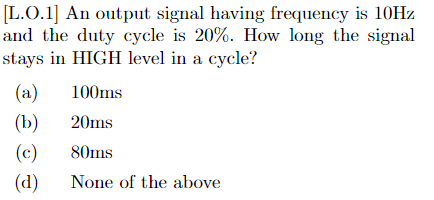 [L.O.1] An output signal having frequency is 10Hz
and the duty cycle is 20%. How long the signal
stays in HIGH level in a cycle?
(a) 100ms
(b) 20ms
(c) 80ms
(d) None of the above